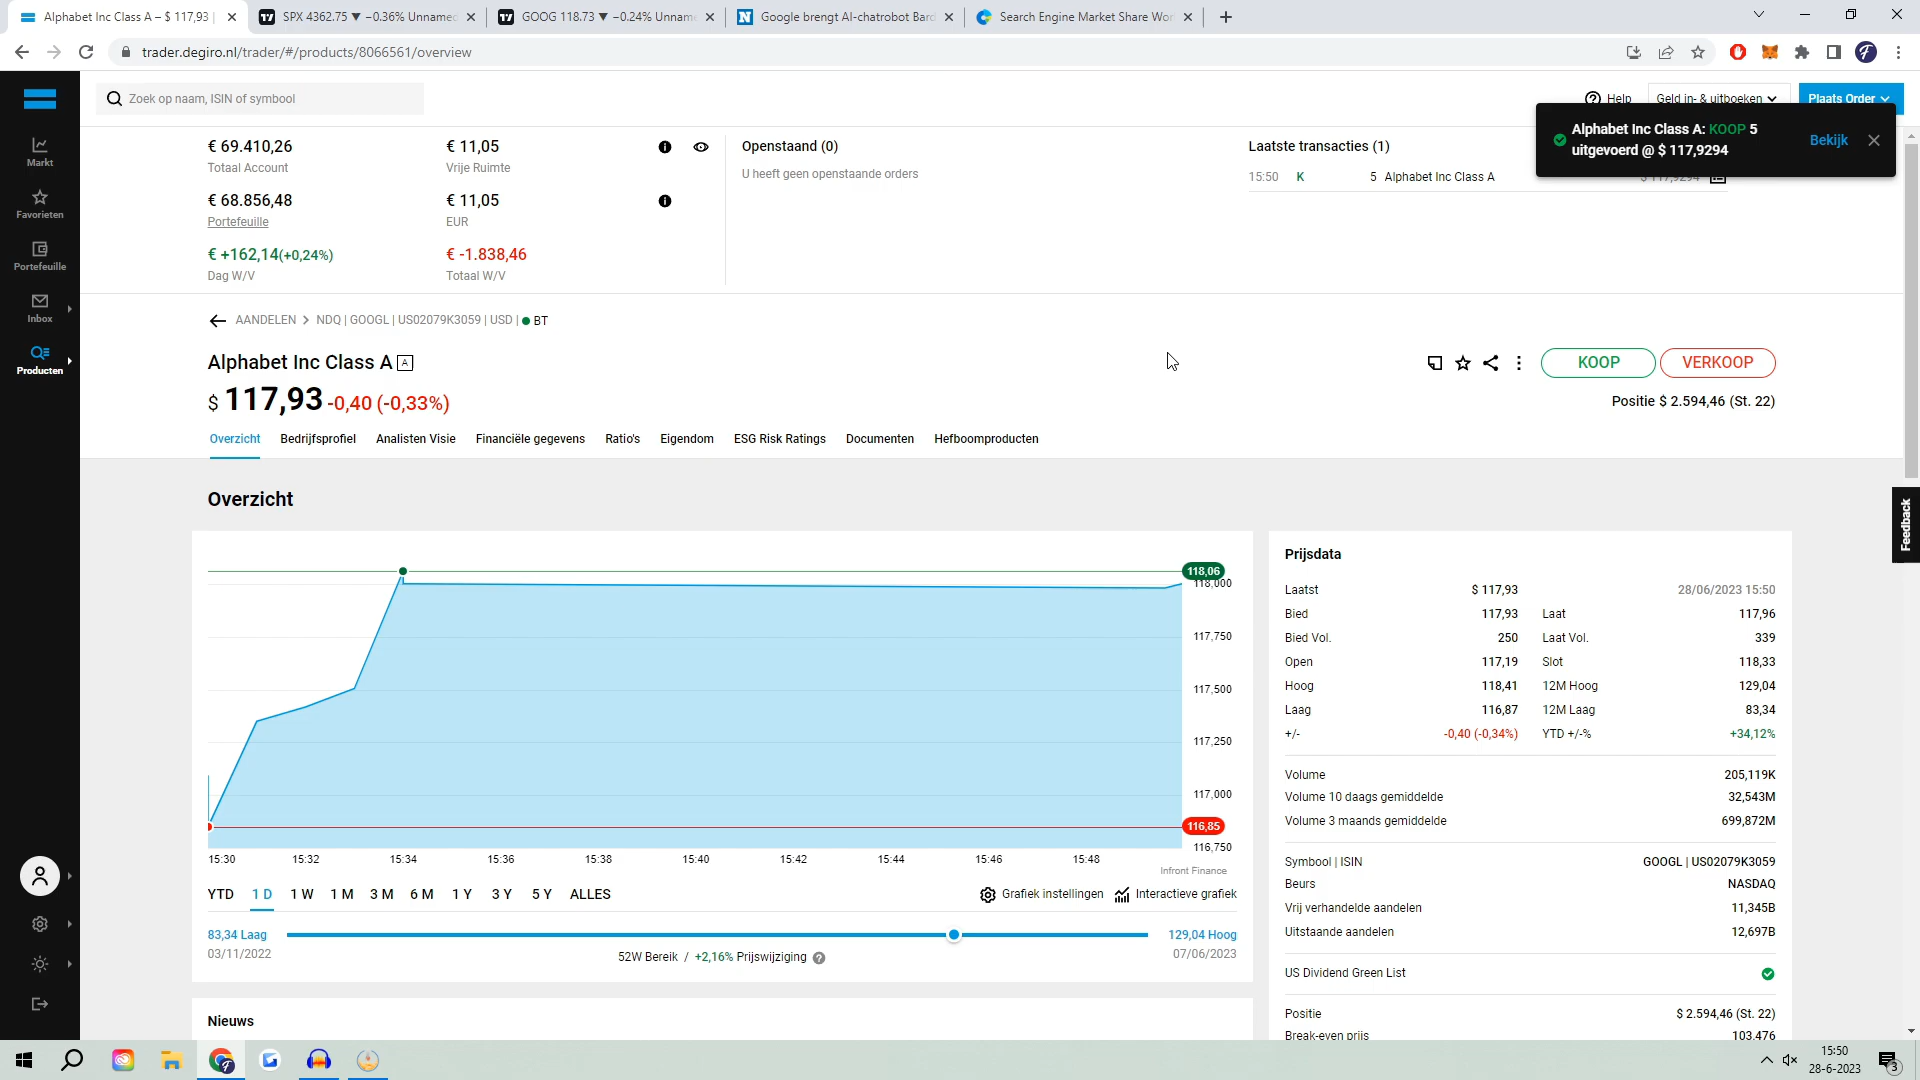 Alphabet Inc Class A – $ 117,93 |
SPX 4362.75 ▼ −0.36% Unnamed
GOOG 118.73 ▼ −0.24% Unnam
Google brengt AI-chatrobot Bard
Search Engine Market Share Wor
trader.degiro.nl/trader/#/products/8066561/overview
Zoek op naam, ISIN of symbool
Help
Geld in- & uitboeken
Plaats Order
Alphabet Inc Class A: KOOP 5
uitgevoerd @ $ 117,9294
Bekijk
€ 69.410,26
Totaal Account
€ 11,05
Vrije Ruimte
€ 68.856,48
Portefeuille
€ 11,05
EUR
€ +162,14(+0,24%)
Dag W/V
€ -1.838,46
Totaal W/V
Openstaand (0)
U heeft geen openstaande orders
Laatste transacties (1)
15:50 K 5 Alphabet Inc Class A $ 117,9294
Markt
Favorieten
Portefeuille
Inbox
Producten
AANDELEN > NDQ | GOOGL | US02079K3059 | USD | BT
Alphabet Inc Class A A
$ 117,93 -0,40 (-0,33%)
KOOP
VERKOOP
Positie $ 2.594,46 (St. 22)
Overzicht Bedrijfsprofiel Analisten Visie Financiële gegevens Ratio's Eigendom ESG Risk Ratings Documenten Hefboomproducten
Overzicht
118,06
118,000
117,750
117,500
117,250
117,000
116,85
116,750
15:30 15:32 15:34 15:36 15:38 15:40 15:42 15:44 15:46 15:48
Infront Finance
YTD 1 D 1 W 1 M 3 M 6 M 1 Y 3 Y 5 Y ALLES
Grafiek instellingen
Interactieve grafiek
83,34 Laag
03/11/2022
52W Bereik / +2,16% Prijswijziging ?
129,04 Hoog
07/06/2023
Nieuws
Prijsdata
Laatst $ 117,93 28/06/2023 15:50
Bied 117,93 Laat 117,96
Bied Vol. 250 Laat Vol. 339
Open 117,19 Slot 118,33
Hoog 118,41 12M Hoog 129,04
Laag 116,87 12M Laag 83,34
+/- -0,40 (-0,34%) YTD +/-% +34,12%
Volume 205,119K
Volume 10 daags gemiddelde 32,543M
Volume 3 maands gemiddelde 699,872M
Symbool | ISIN GOOGL | US02079K3059
Beurs NASDAQ
Vrij verhandelde aandelen 11,345B
Uitstaande aandelen 12,697B
US Dividend Green List
Positie $ 2.594,46 (St. 22)
Break-even prijs 103,476
Feedback
15:50
28-6-2023
3